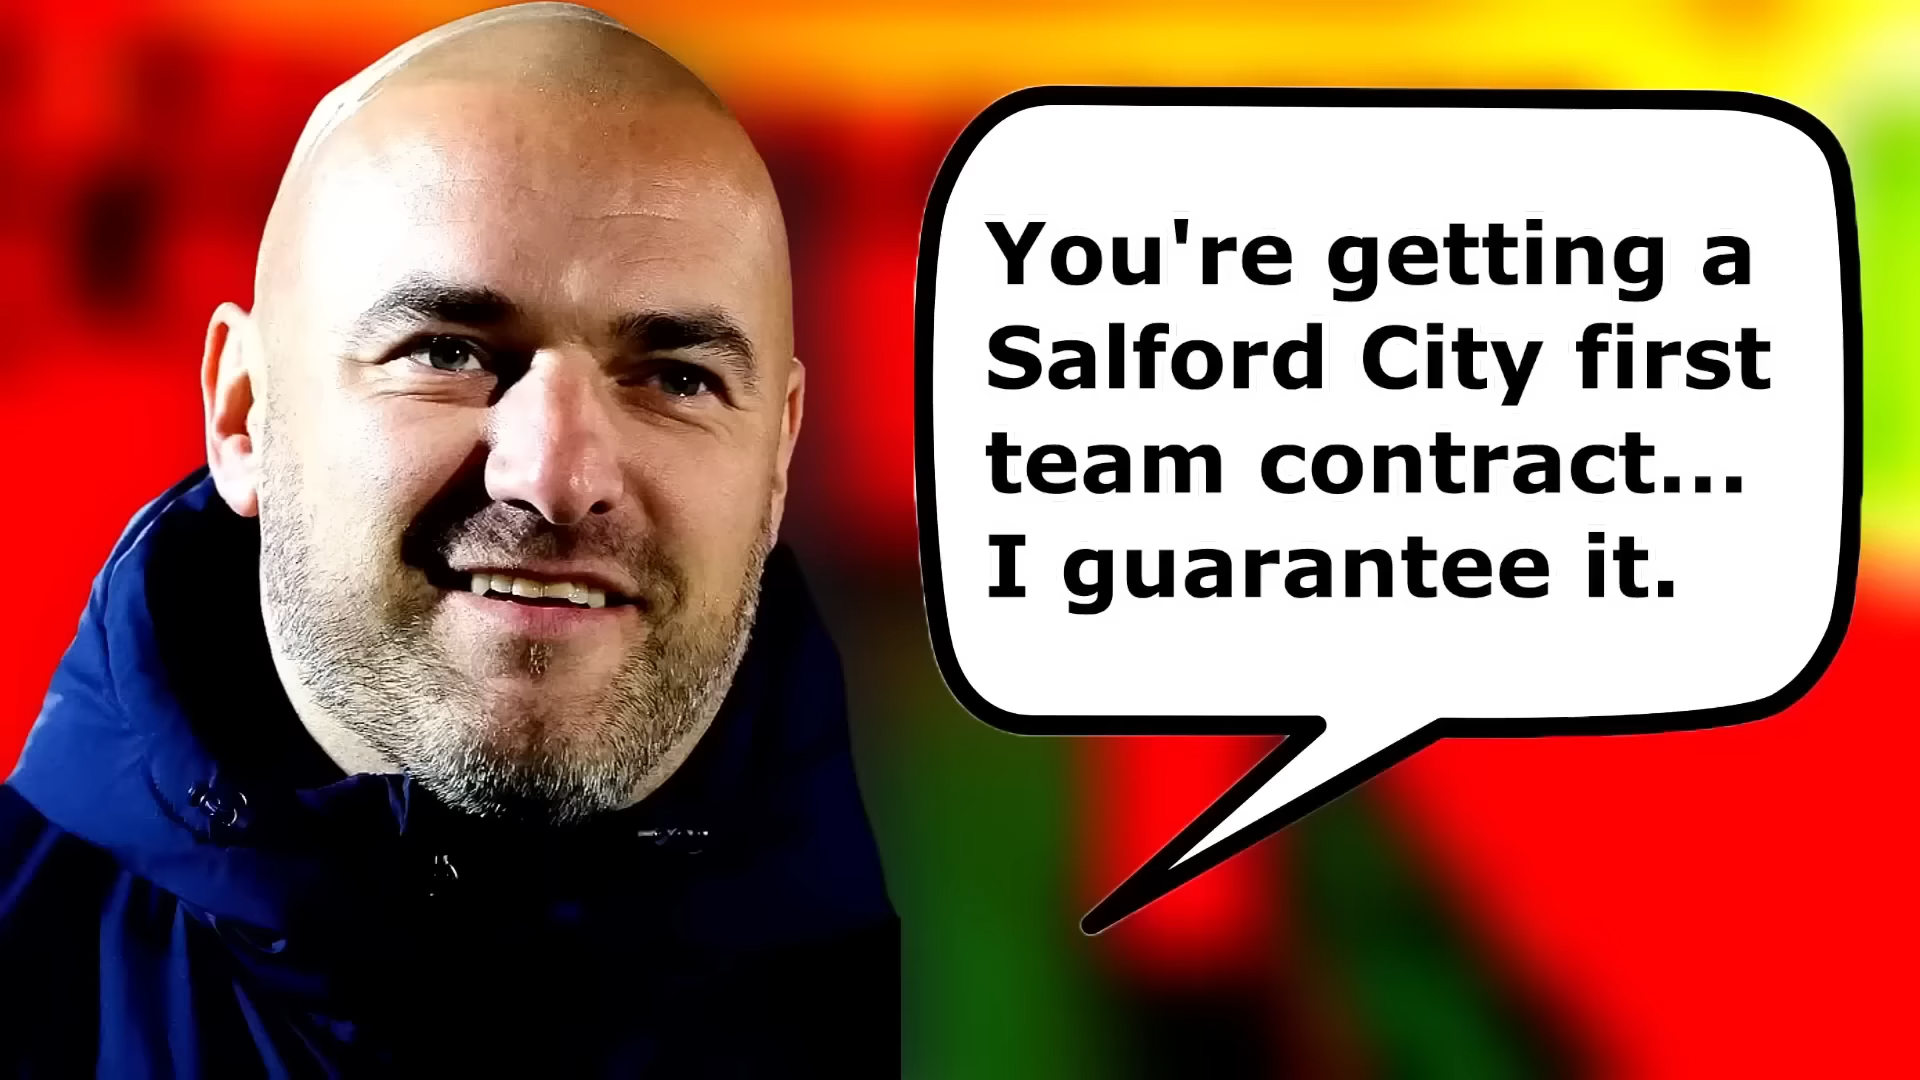 You're getting a
Salford City first
team contract...
I guarantee it.